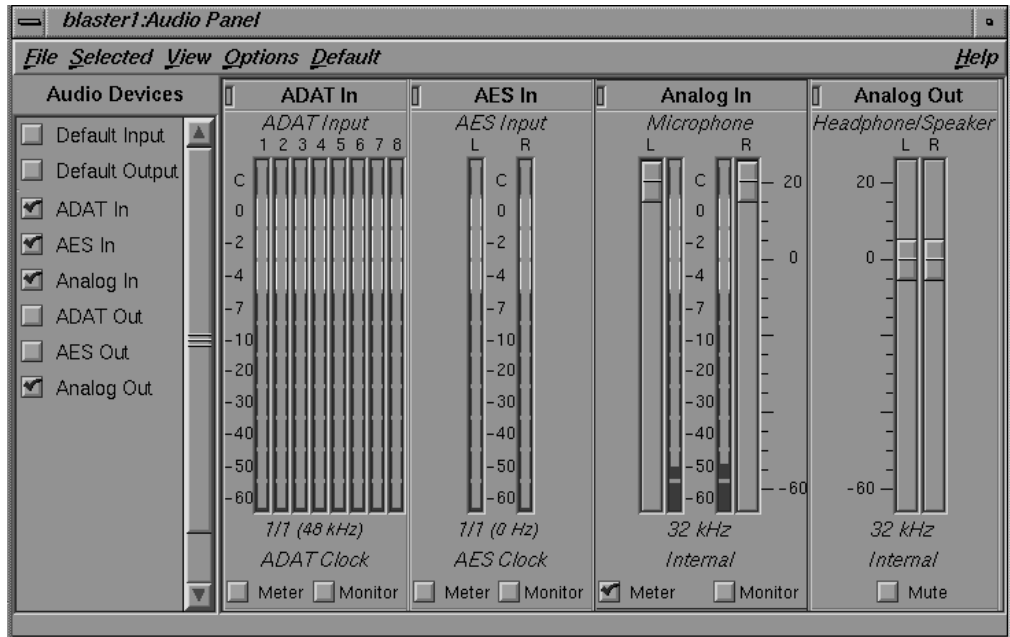 blaster1:Audio Panel
File Selected View Options Default Help
Audio Devices
Default Input
Default Output
ADAT In
AES In
Analog In
ADAT Out
AES Out
Analog Out
ADAT In
ADAT Input
1 2 3 4 5 6 7 8
C
0
-2
-4
-7
-10
-20
-30
-40
-50
-60
1/1 (48 kHz)
ADAT Clock
Meter Monitor
AES In
AES Input
L R
C
0
-2
-4
-7
-10
-20
-30
-40
-50
-60
1/1 (0 Hz)
AES Clock
Meter Monitor
Analog In
Microphone
L R
C
0
-2
-4
-7
-10
-20
-30
-40
-50
-60
20
0
-60
32 kHz
Internal
Meter Monitor
Analog Out
Headphone/Speaker
L R
20
0
-60
32 kHz
Internal
Mute